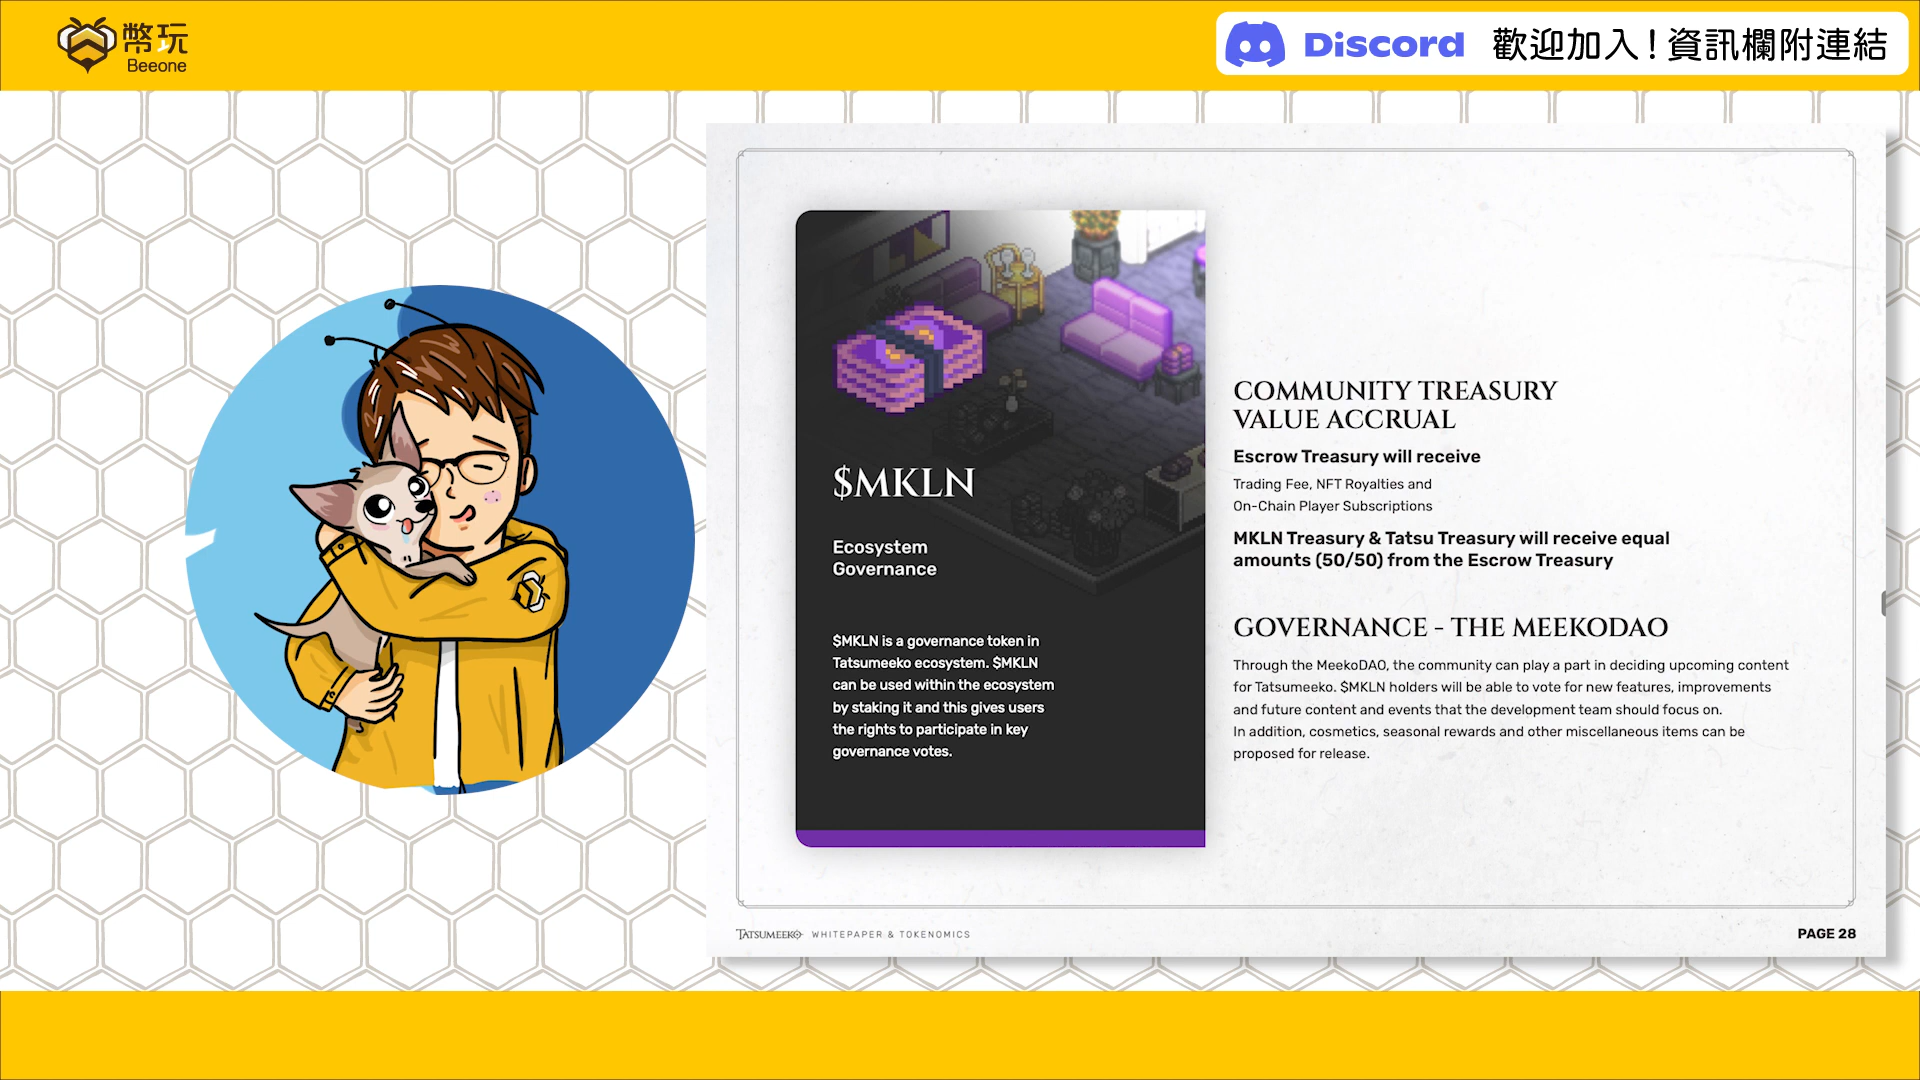 幣玩
Beeone
Discord 歡迎加入！資訊欄附連結
$MKLN
Ecosystem
Governance
$MKLN is a governance token in
Tatsumeeko ecosystem. $MKLN
can be used within the ecosystem
by staking it and this gives users
the rights to participate in key
governance votes.
COMMUNITY TREASURY
VALUE ACCRUAL
Escrow Treasury will receive
Trading Fee, NFT Royalties and
On-Chain Player Subscriptions
MKLN Treasury & Tatsu Treasury will receive equal
amounts (50/50) from the Escrow Treasury
GOVERNANCE - THE MEEKODAO
Through the MeekoDAO, the community can play a part in deciding upcoming content
for Tatsumeeko. $MKLN holders will be able to vote for new features, improvements
and future content and events that the development team should focus on.
In addition, cosmetics, seasonal rewards and other miscellaneous items can be
proposed for release.
TATSUMEEKO WHITEPAPER & TOKENOMICS
PAGE 28